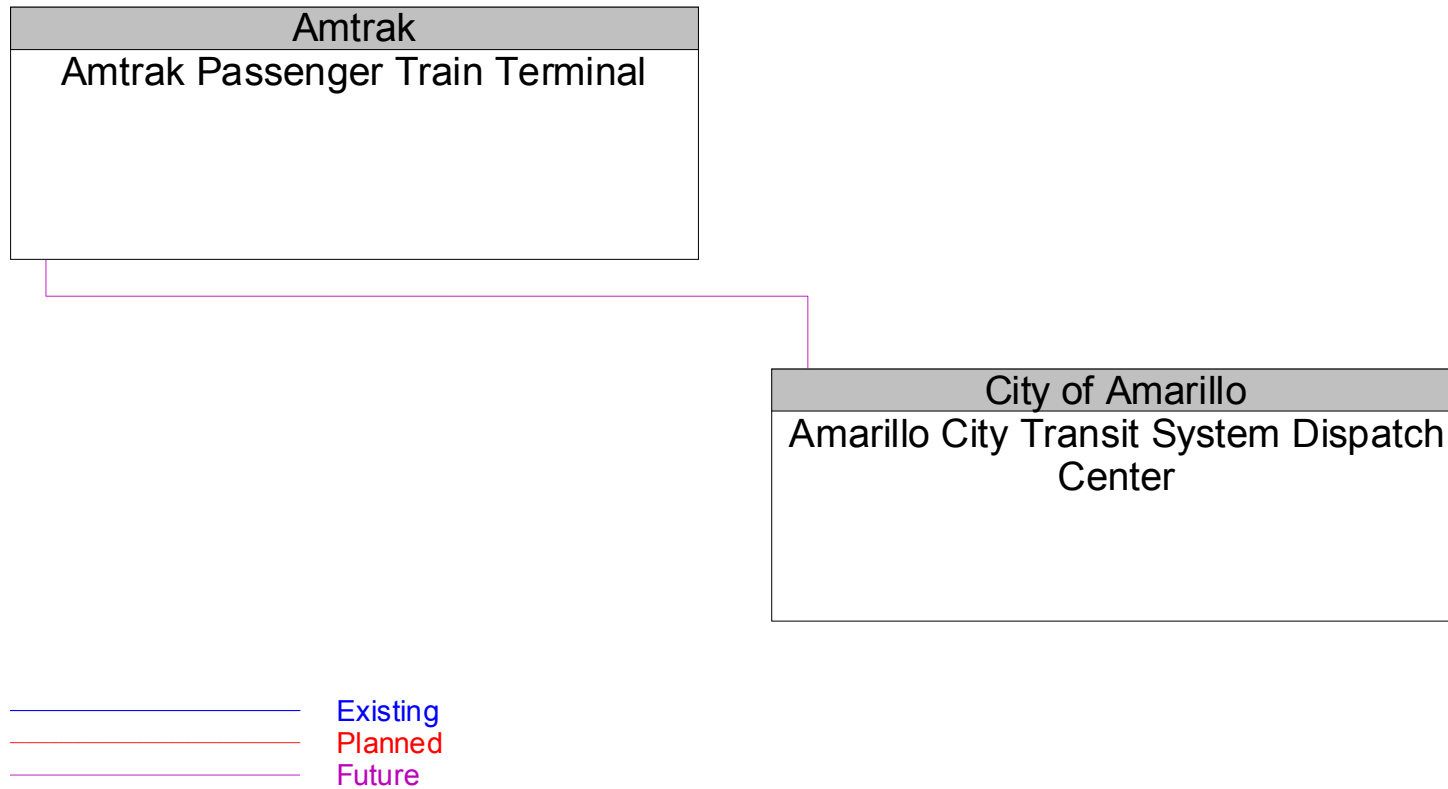 Amtrak
Amtrak Passenger Train Terminal
City of Amarillo
Amarillo City Transit System Dispatch
Center
Existing
Planned
Future